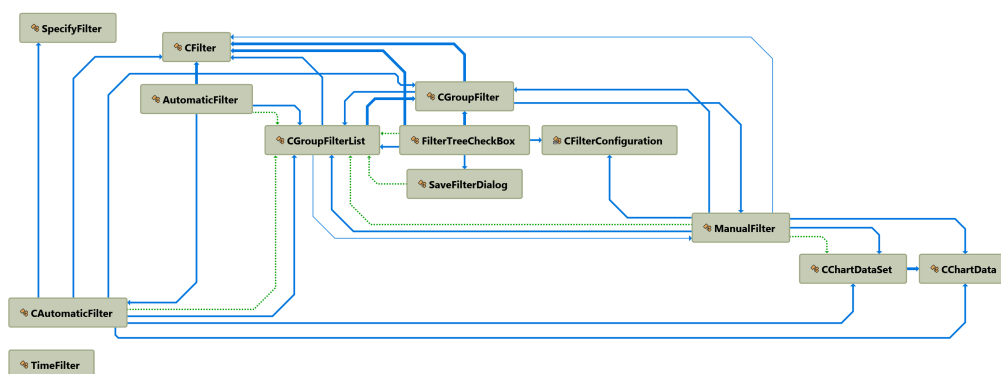 SpecifyFilter
CFilter
CGroupFilter
AutomaticFilter
CGroupFilterList
FilterTreeCheckBox
CFilterConfiguration
SaveFilterDialog
ManualFilter
CChartDataSet
CChartData
CAutomaticFilter
TimeFilter